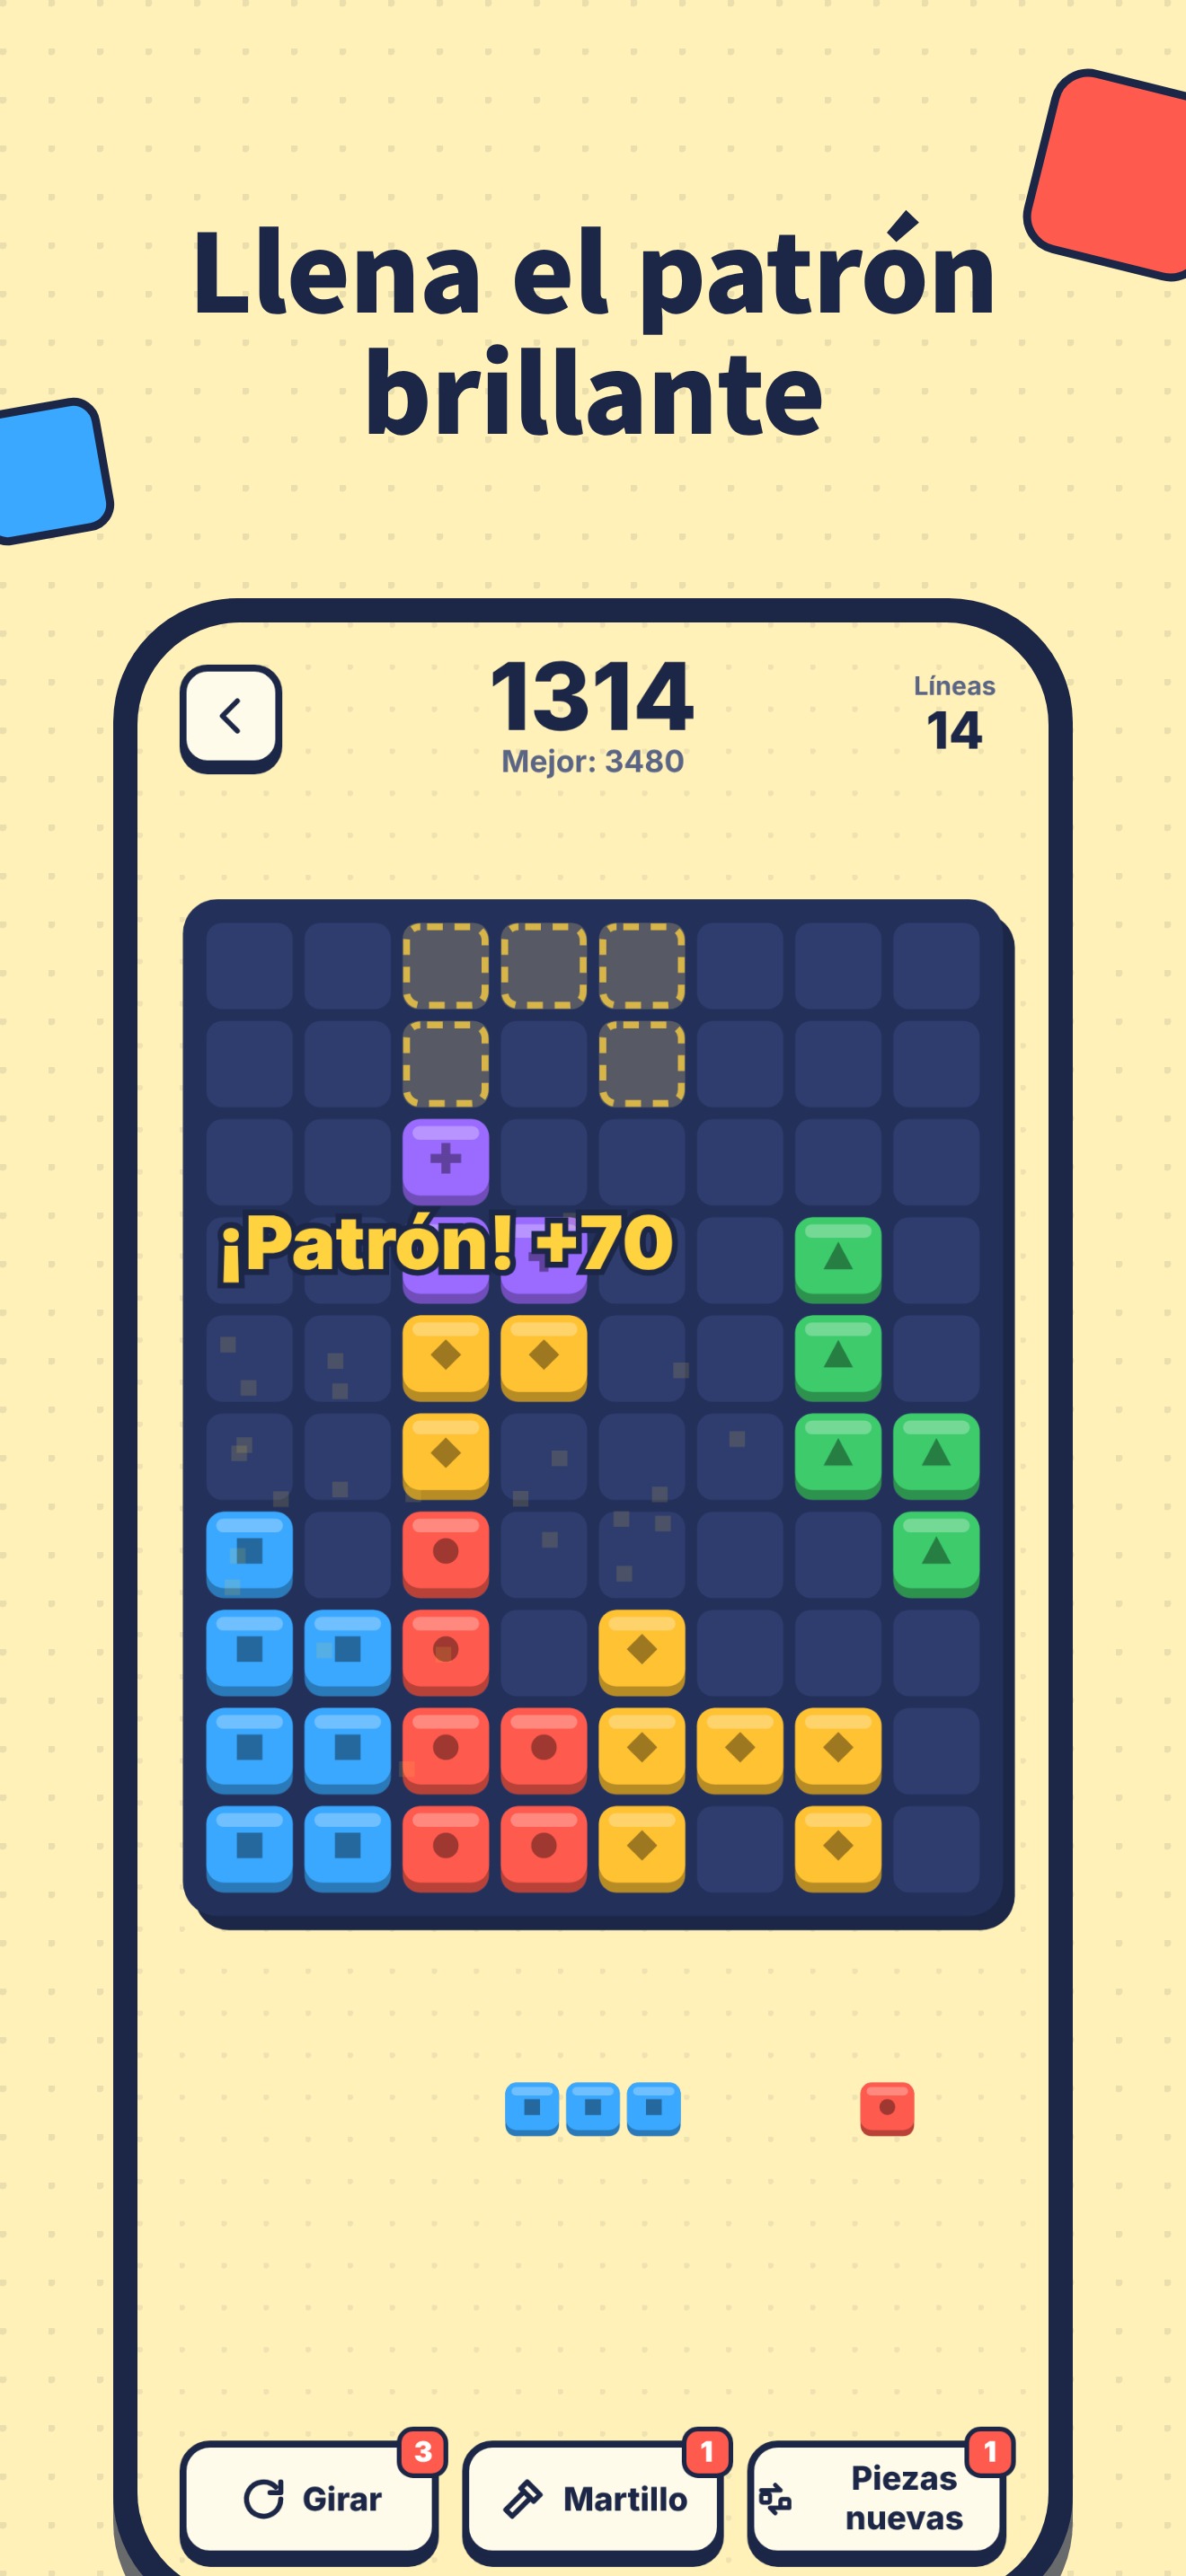 Llena el patrón
brillante
1314
Mejor: 3480
Líneas
14
¡Patrón! +70
3
Girar
1
Martillo
1
Piezas
nuevas